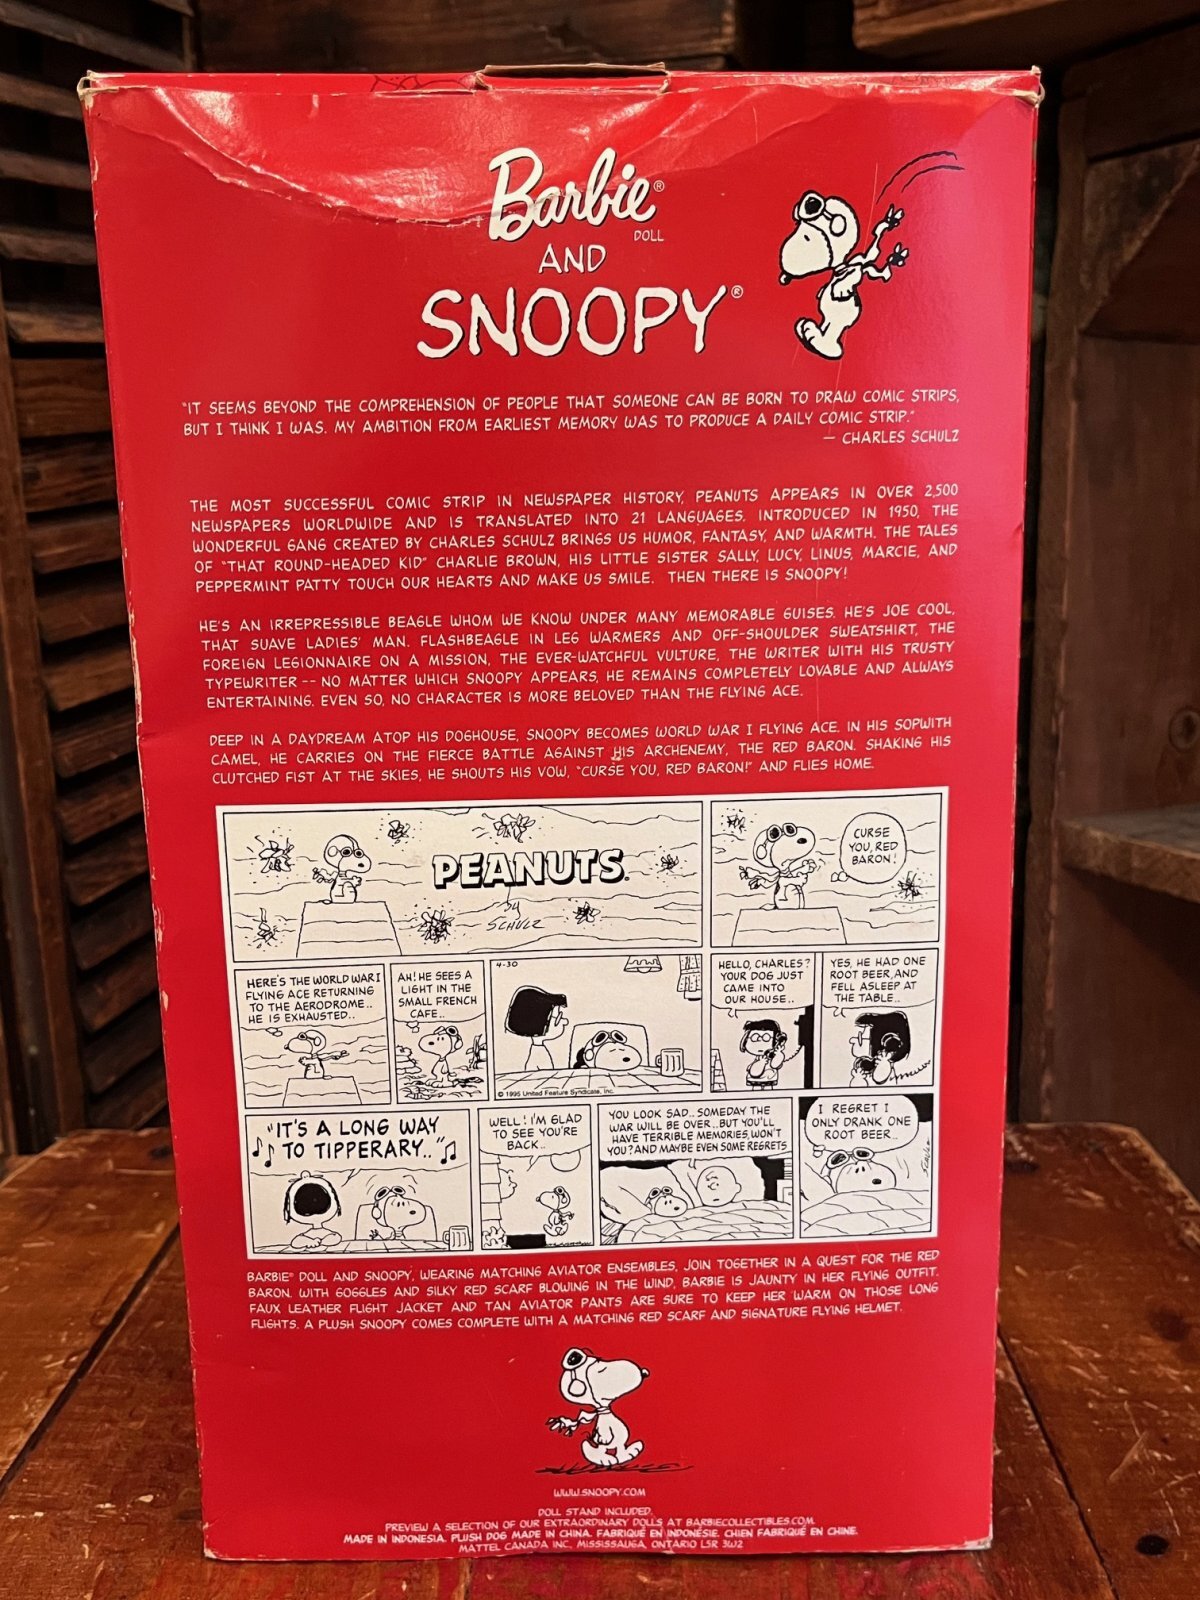 Barbie®
DOLL
AND
SNOOPY®
"IT SEEMS BEYOND THE COMPREHENSION OF PEOPLE THAT SOMEONE CAN BE BORN TO DRAW COMIC STRIPS,
BUT I THINK I WAS. MY AMBITION FROM EARLIEST MEMORY WAS TO PRODUCE A DAILY COMIC STRIP."
— CHARLES SCHULZ
THE MOST SUCCESSFUL COMIC STRIP IN NEWSPAPER HISTORY, PEANUTS APPEARS IN OVER 2,500
NEWSPAPERS WORLDWIDE AND IS TRANSLATED INTO 21 LANGUAGES. INTRODUCED IN 1950, THE
WONDERFUL GANG CREATED BY CHARLES SCHULZ BRINGS US HUMOR, FANTASY, AND WARMTH. THE TALES
OF "THAT ROUND-HEADED KID" CHARLIE BROWN, HIS LITTLE SISTER SALLY, LUCY, LINUS, MARCIE, AND
PEPPERMINT PATTY TOUCH OUR HEARTS AND MAKE US SMILE. THEN THERE IS SNOOPY!
HE'S AN IRREPRESSIBLE BEAGLE WHOM WE KNOW UNDER MANY MEMORABLE GUISES. HE'S JOE COOL,
THAT SUAVE LADIES' MAN. FLASHBEAGLE IN LEG WARMERS AND OFF-SHOULDER SWEATSHIRT, THE
FOREIGN LEGIONNAIRE ON A MISSION, THE EVER-WATCHFUL VULTURE, THE WRITER WITH HIS TRUSTY
TYPEWRITER -- NO MATTER WHICH SNOOPY APPEARS, HE REMAINS COMPLETELY LOVABLE AND ALWAYS
ENTERTAINING. EVEN SO, NO CHARACTER IS MORE BELOVED THAN THE FLYING ACE.
DEEP IN A DAYDREAM ATOP HIS DOGHOUSE, SNOOPY BECOMES WORLD WAR I FLYING ACE. IN HIS SOPWITH
CAMEL, HE CARRIES ON THE FIERCE BATTLE AGAINST HIS ARCHENEMY, THE RED BARON. SHAKING HIS
CLUTCHED FIST AT THE SKIES, HE SHOUTS HIS VOW, "CURSE YOU, RED BARON!" AND FLIES HOME.
PEANUTS.
by
SCHULZ
CURSE
YOU, RED
BARON!
HERE'S THE WORLD WAR I
FLYING ACE RETURNING
TO THE AERODROME..
HE IS EXHAUSTED..
AH! HE SEES A
LIGHT IN THE
SMALL FRENCH
CAFE..
4-30
© 1995 United Feature Syndicate, Inc.
HELLO, CHARLES?
YOUR DOG JUST
CAME INTO
OUR HOUSE..
YES, HE HAD ONE
ROOT BEER, AND
FELL ASLEEP AT
THE TABLE..
"IT'S A LONG WAY
TO TIPPERARY.."
WELL! I'M GLAD
TO SEE YOU'RE
BACK..
YOU LOOK SAD.. SOMEDAY THE
WAR WILL BE OVER..BUT YOU'LL
HAVE TERRIBLE MEMORIES, WON'T
YOU? AND MAYBE EVEN SOME REGRETS
I REGRET I
ONLY DRANK ONE
ROOT BEER..
SCHULZ
BARBIE® DOLL AND SNOOPY, WEARING MATCHING AVIATOR ENSEMBLES, JOIN TOGETHER IN A QUEST FOR THE RED
BARON. WITH GOGGLES AND SILKY RED SCARF BLOWING IN THE WIND, BARBIE IS JAUNTY IN HER FLYING OUTFIT.
FAUX LEATHER FLIGHT JACKET AND TAN AVIATOR PANTS ARE SURE TO KEEP HER WARM ON THOSE LONG
FLIGHTS. A PLUSH SNOOPY COMES COMPLETE WITH A MATCHING RED SCARF AND SIGNATURE FLYING HELMET.
WWW.SNOOPY.COM
DOLL STAND INCLUDED.
PREVIEW A SELECTION OF OUR EXTRAORDINARY DOLLS AT BARBIECOLLECTIBLES.COM
MADE IN INDONESIA. PLUSH DOG MADE IN CHINA. FABRIQUÉ EN INDONÉSIE. CHIEN FABRIQUÉ EN CHINE.
MATTEL CANADA INC., MISSISSAUGA, ONTARIO L5R 3W2